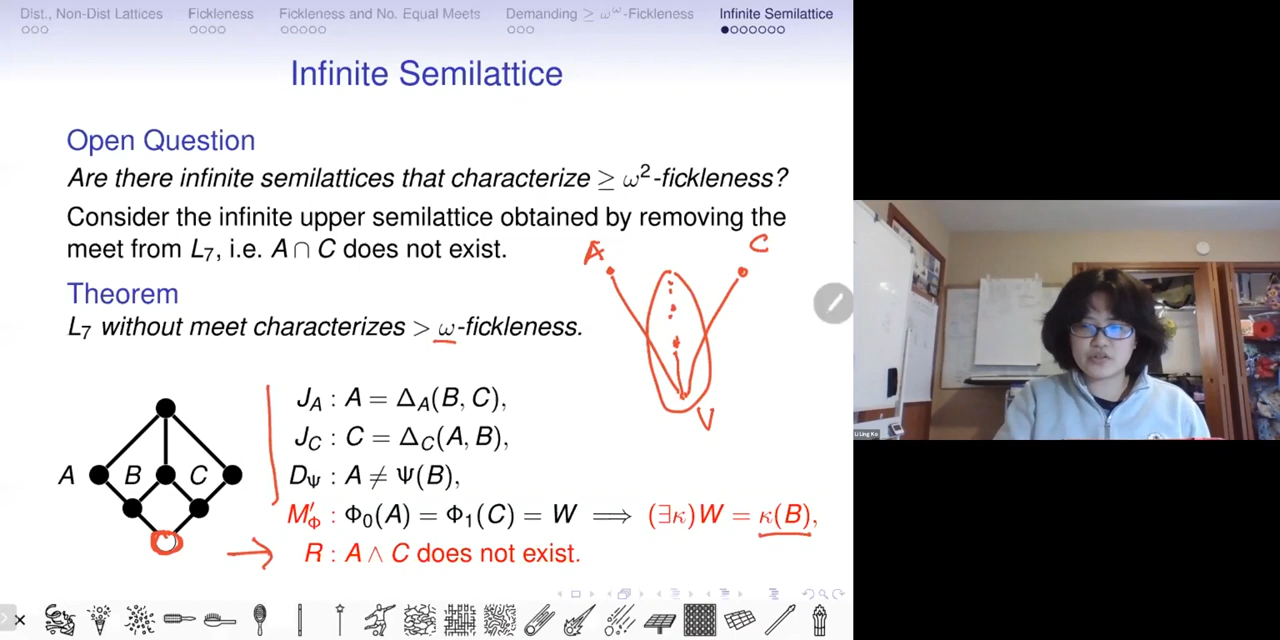 Dist., Non-Dist Lattices Fickleness Fickleness and No. Equal Meets Demanding ≥ ω^ω-Fickleness Infinite Semilattice
Infinite Semilattice
Open Question
Are there infinite semilattices that characterize ≥ ω²-fickleness?
Consider the infinite upper semilattice obtained by removing the
meet from L₇, i.e. A ∩ C does not exist.
A C
Theorem
L₇ without meet characterizes > ω-fickleness.
V
J_A : A = Δ_A(B, C),
J_C : C = Δ_C(A, B),
A B C
D_Ψ : A ≠ Ψ(B),
M′_Φ : Φ₀(A) = Φ₁(C) = W ⟹ (∃κ)W = κ(B),
R : A ∧ C does not exist.
Li Ling Ko